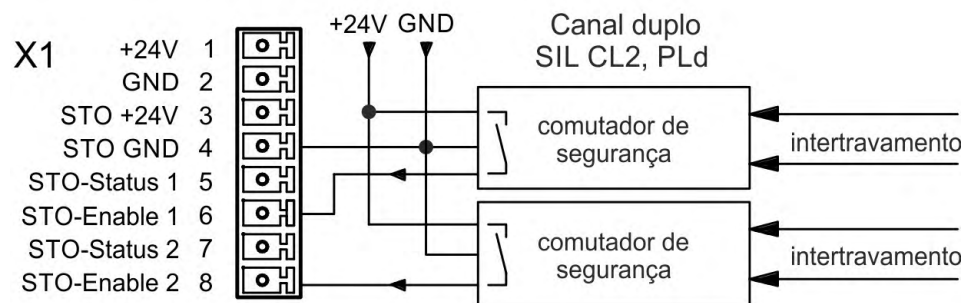 X1
+24V 1
GND 2
STO +24V 3
STO GND 4
STO-Status 1 5
STO-Enable 1 6
STO-Status 2 7
STO-Enable 2 8
+24V GND
Canal duplo
SIL CL2, PLd
comutador de
segurança
intertravamento
comutador de
segurança
intertravamento